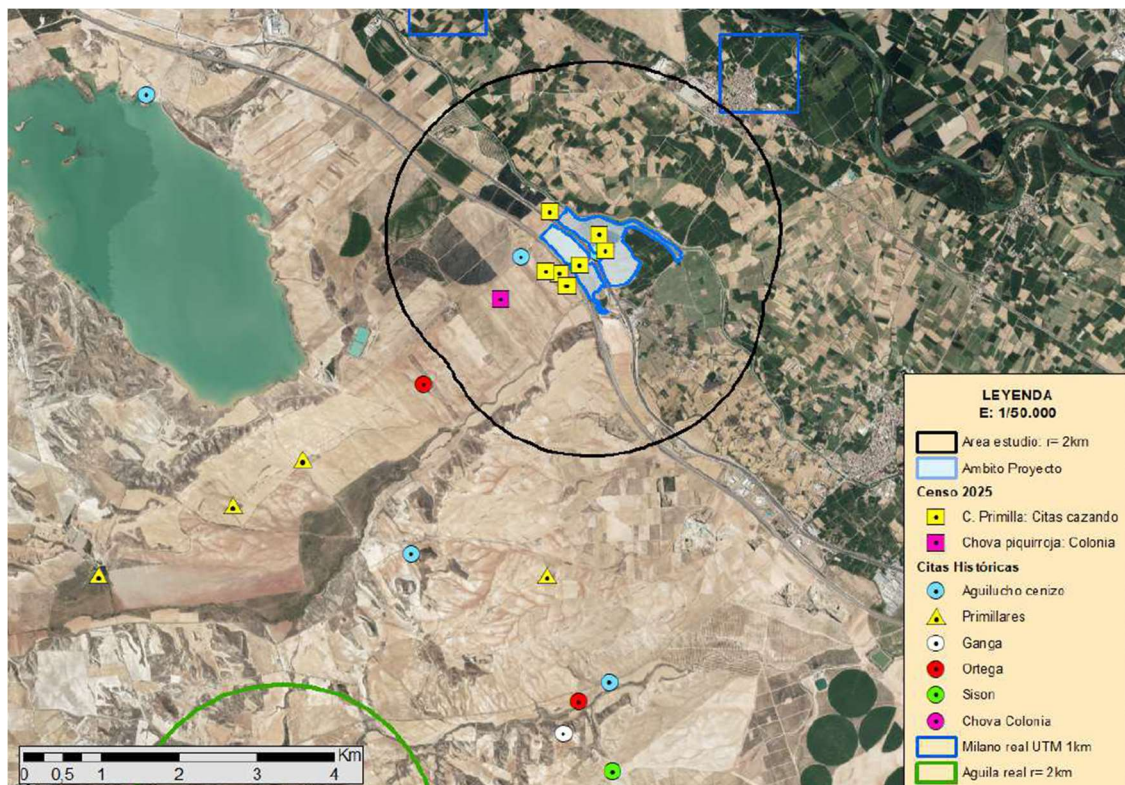 LEYENDA
E: 1/50.000
Area estudio: r= 2km
Ambito Proyecto
Censo 2025
C. Primilla: Citas cazando
Chova piquirroja: Colonia
Citas Históricas
Aguilucho cenizo
Primillares
Ganga
Ortega
Sison
Chova Colonia
Milano real UTM 1km
Aguila real r= 2km
Km
0 0,5 1 2 3 4